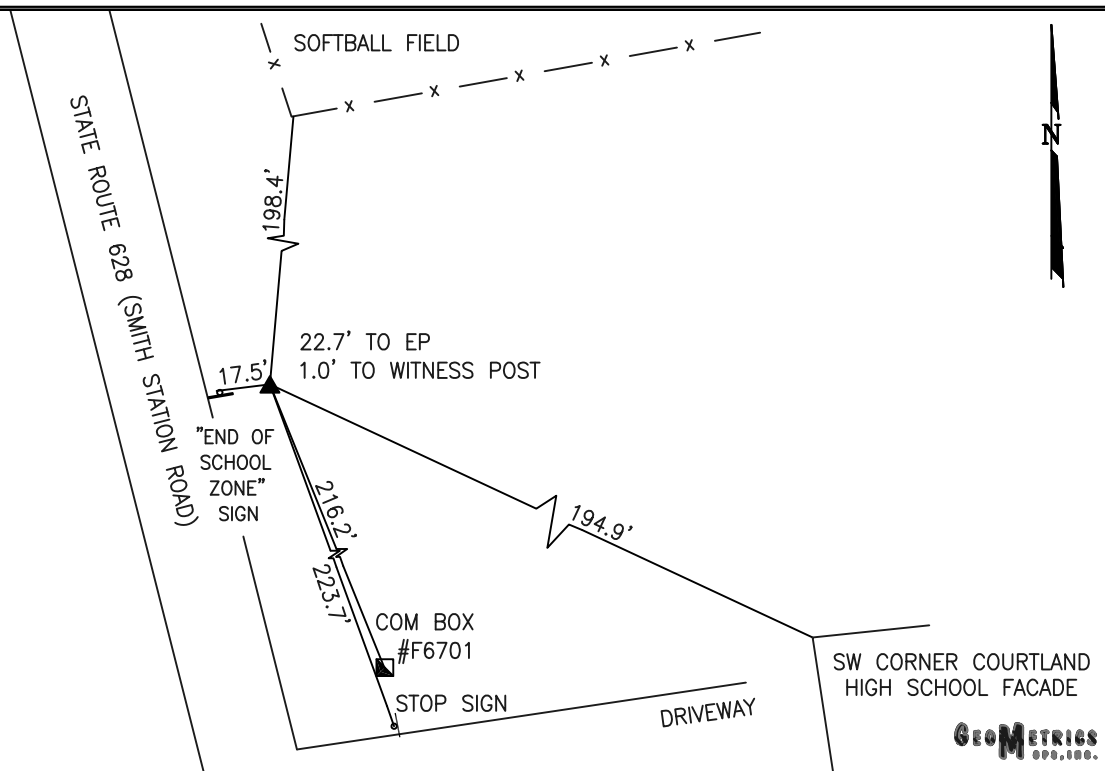 SOFTBALL FIELD
STATE ROUTE 628 (SMITH STATION ROAD)
N
198.4'
22.7' TO EP
1.0' TO WITNESS POST
17.5'
"END OF
SCHOOL
ZONE"
SIGN
216.2'
223.7'
194.9'
COM BOX
#F6701
STOP SIGN
DRIVEWAY
SW CORNER COURTLAND
HIGH SCHOOL FACADE
GEOMETRICS
GPS, INC.
x
x
x
x
x
x